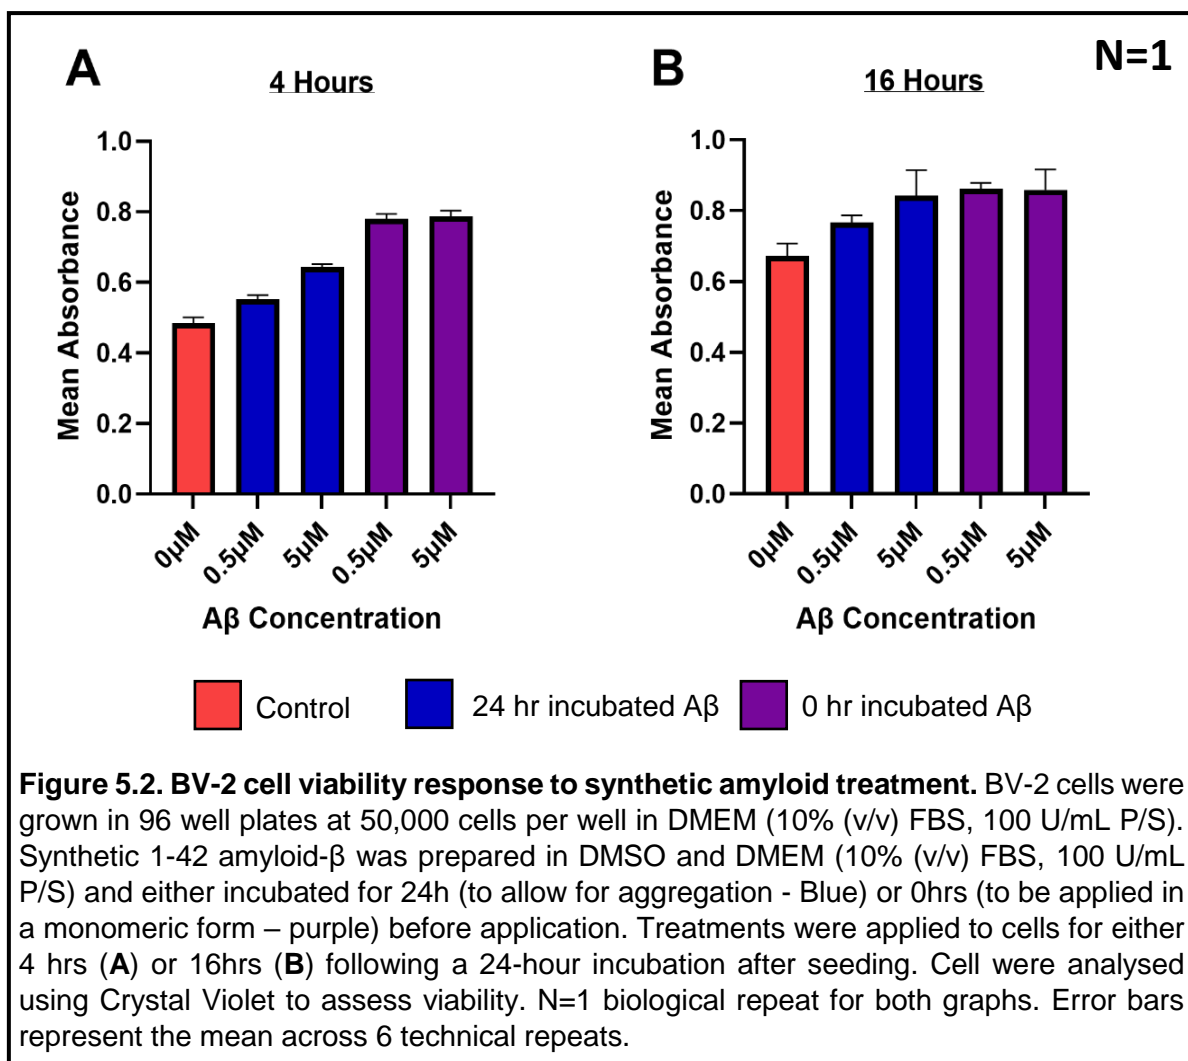 A
4 Hours
B
16 Hours
N=1
Mean Absorbance
1.0
0.8
0.6
0.4
0.2
0.0
0μM
0.5μM
5μM
0.5μM
5μM
Aβ Concentration
Mean Absorbance
1.0
0.8
0.6
0.4
0.2
0.0
0μM
0.5μM
5μM
0.5μM
5μM
Aβ Concentration
Control
24 hr incubated Aβ
0 hr incubated Aβ
Figure 5.2. BV-2 cell viability response to synthetic amyloid treatment. BV-2 cells were
grown in 96 well plates at 50,000 cells per well in DMEM (10% (v/v) FBS, 100 U/mL P/S).
Synthetic 1-42 amyloid-β was prepared in DMSO and DMEM (10% (v/v) FBS, 100 U/mL
P/S) and either incubated for 24h (to allow for aggregation - Blue) or 0hrs (to be applied in
a monomeric form – purple) before application. Treatments were applied to cells for either
4 hrs (A) or 16hrs (B) following a 24-hour incubation after seeding. Cell were analysed
using Crystal Violet to assess viability. N=1 biological repeat for both graphs. Error bars
represent the mean across 6 technical repeats.